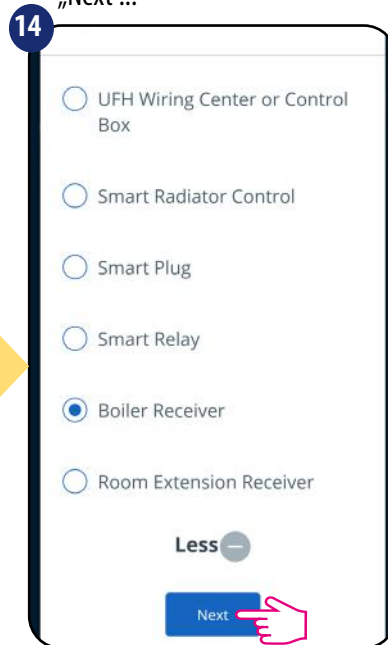 „Next"...
14
UFH Wiring Center or Control
Box
Smart Radiator Control
Smart Plug
Smart Relay
Boiler Receiver
Room Extension Receiver
Less
Next